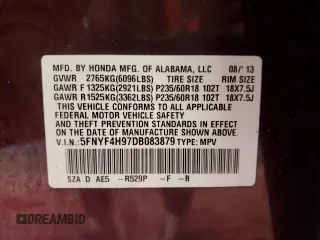 MFD. BY HONDA MFG. OF ALABAMA, LLC 08/'13
GVWR 2765KG(6096LBS) TIRE SIZE RIM SIZE
GAWR F 1325KG(2921LBS) P235/60R18 102T 18X7.5J
GAWR R 1525KG(3362LBS) P235/60R18 102T 18X7.5J
THIS VEHICLE CONFORMS TO ALL APPLICABLE
FEDERAL MOTOR VEHICLE SAFETY
AND THEFT PREVENTION STANDARDS IN EFFECT
ON THE DATE OF MANUFACTURE SHOWN ABOVE.
V.I.N.: 5FNYF4H97DB083879 TYPE: MPV
SZA D AE5 -R529P -F -B
DREAMBID